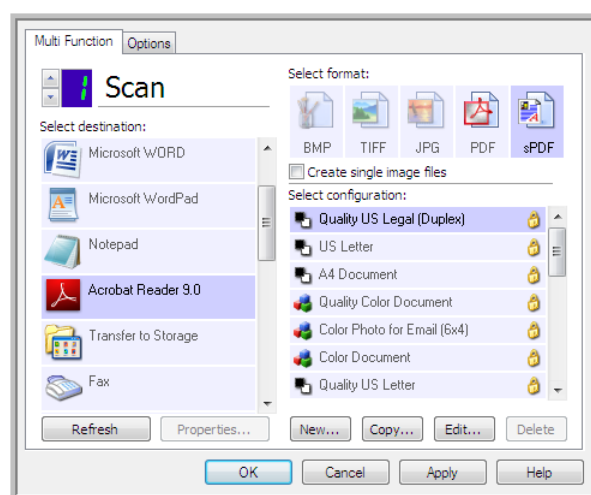 Multi Function
Options
1
Scan
Select destination:
Microsoft WORD
Microsoft WordPad
Notepad
Acrobat Reader 9.0
Transfer to Storage
Fax
Refresh
Properties...
Select format:
BMP TIFF JPG PDF sPDF
Create single image files
Select configuration:
Quality US Legal (Duplex)
US Letter
A4 Document
Quality Color Document
Color Photo for Email (6x4)
Color Document
Quality US Letter
New... Copy... Edit... Delete
OK Cancel Apply Help